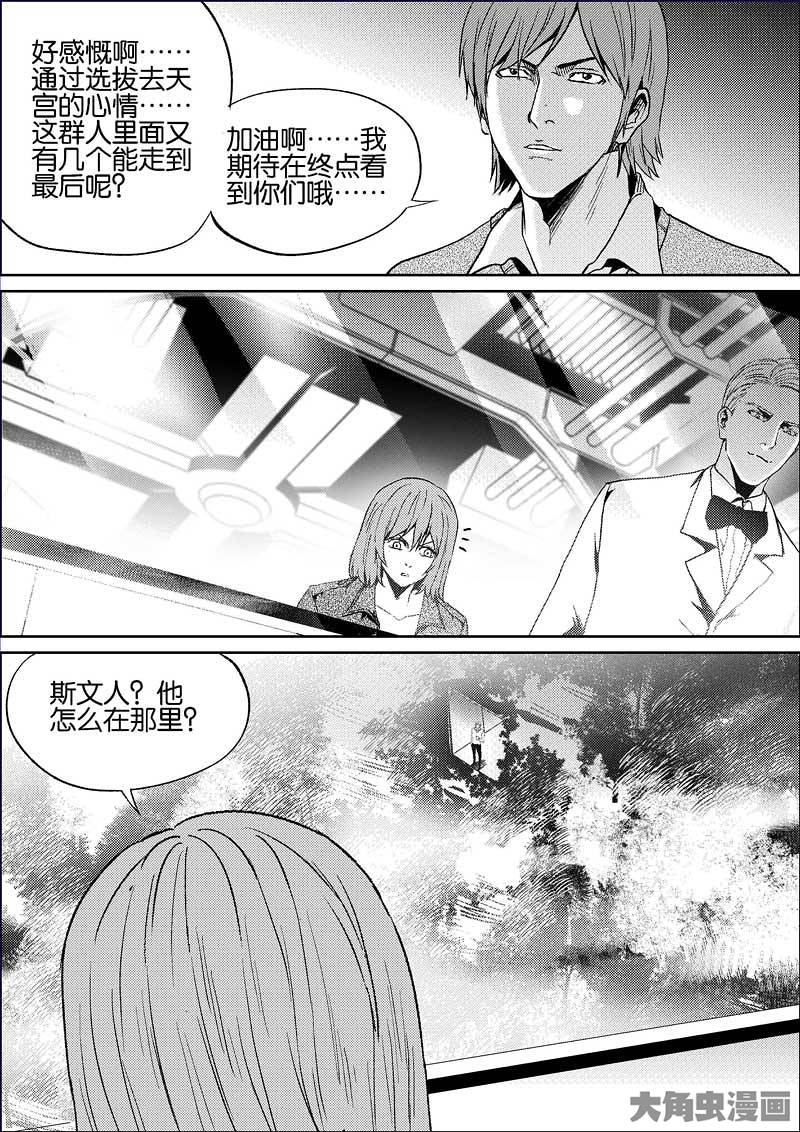 好感慨啊……
通过选拔去天
宫的心情……
这群人里面又
有几个能走到
最后呢？
加油啊……我
期待在终点看
到你们哦……
斯文人？他
怎么在那里？
大角虫漫画